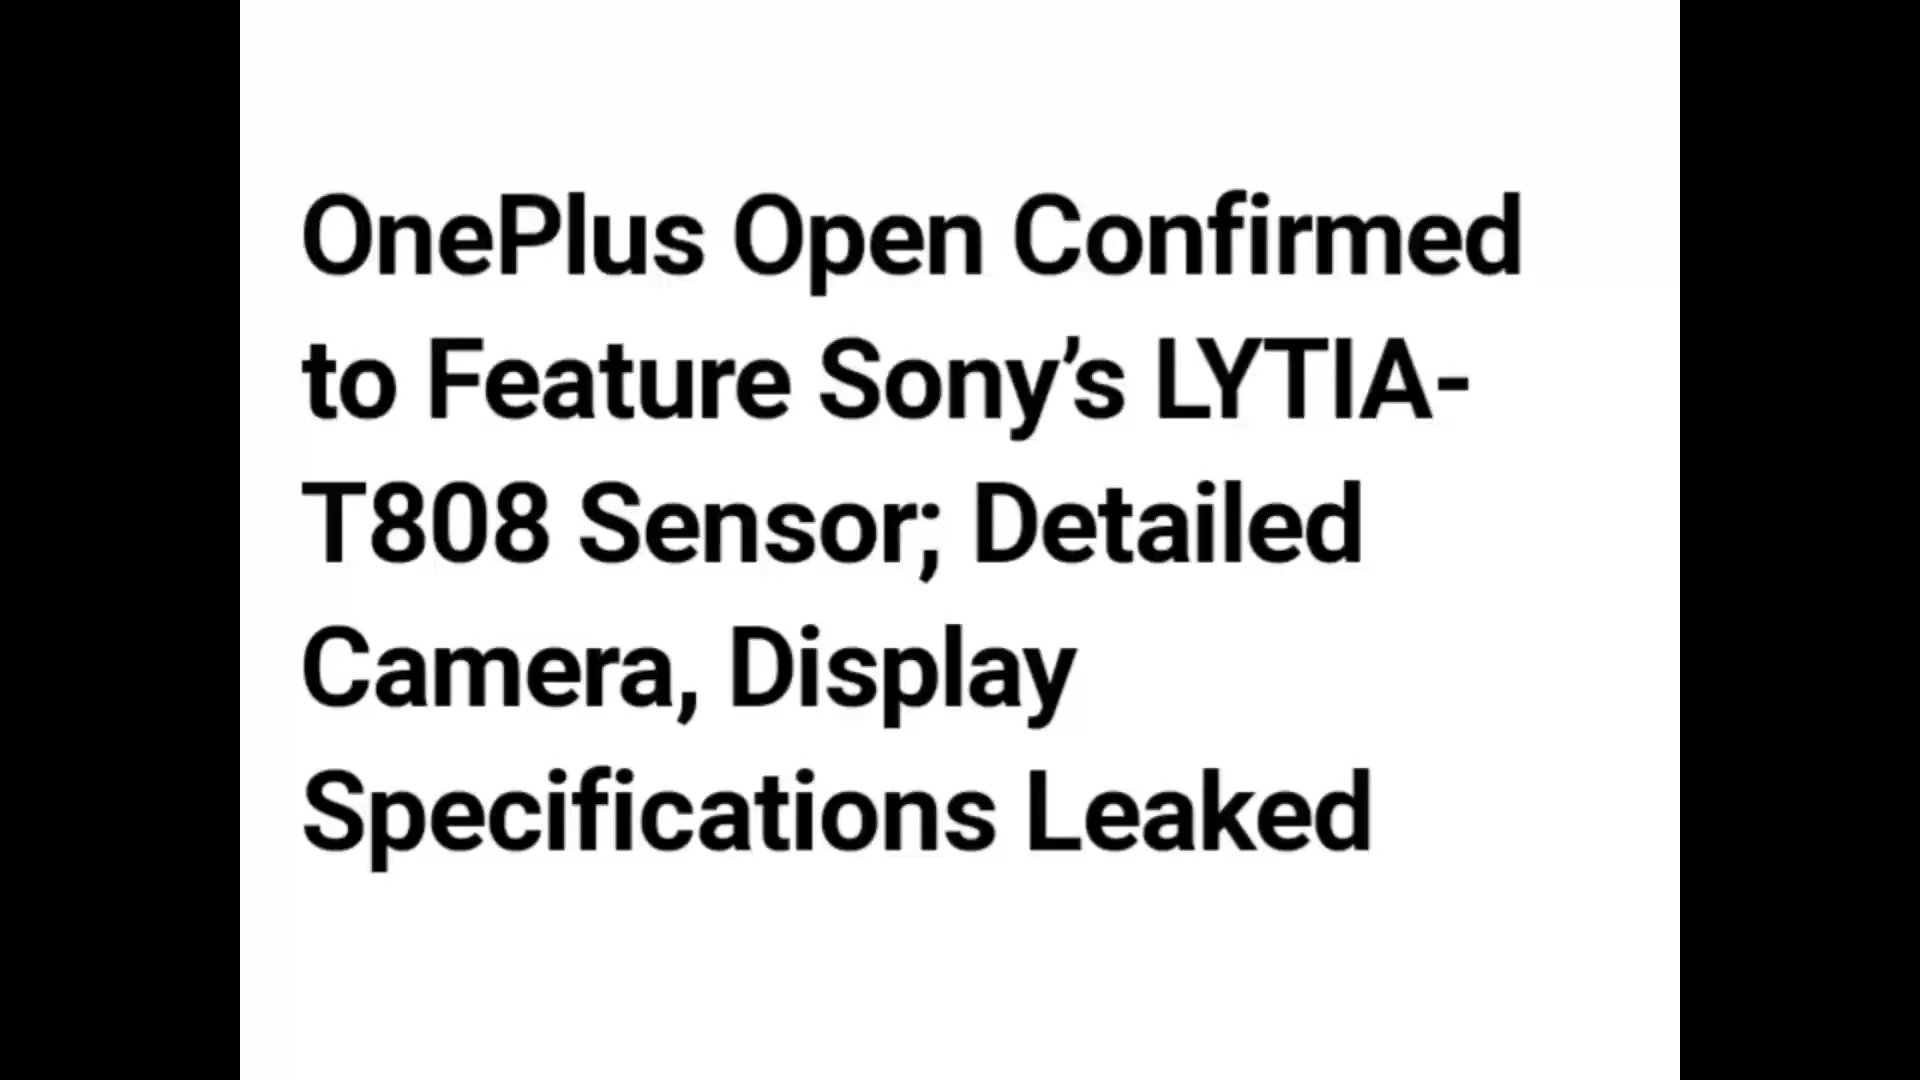 OnePlus Open Confirmed
to Feature Sony’s LYTIA-
T808 Sensor; Detailed
Camera, Display
Specifications Leaked